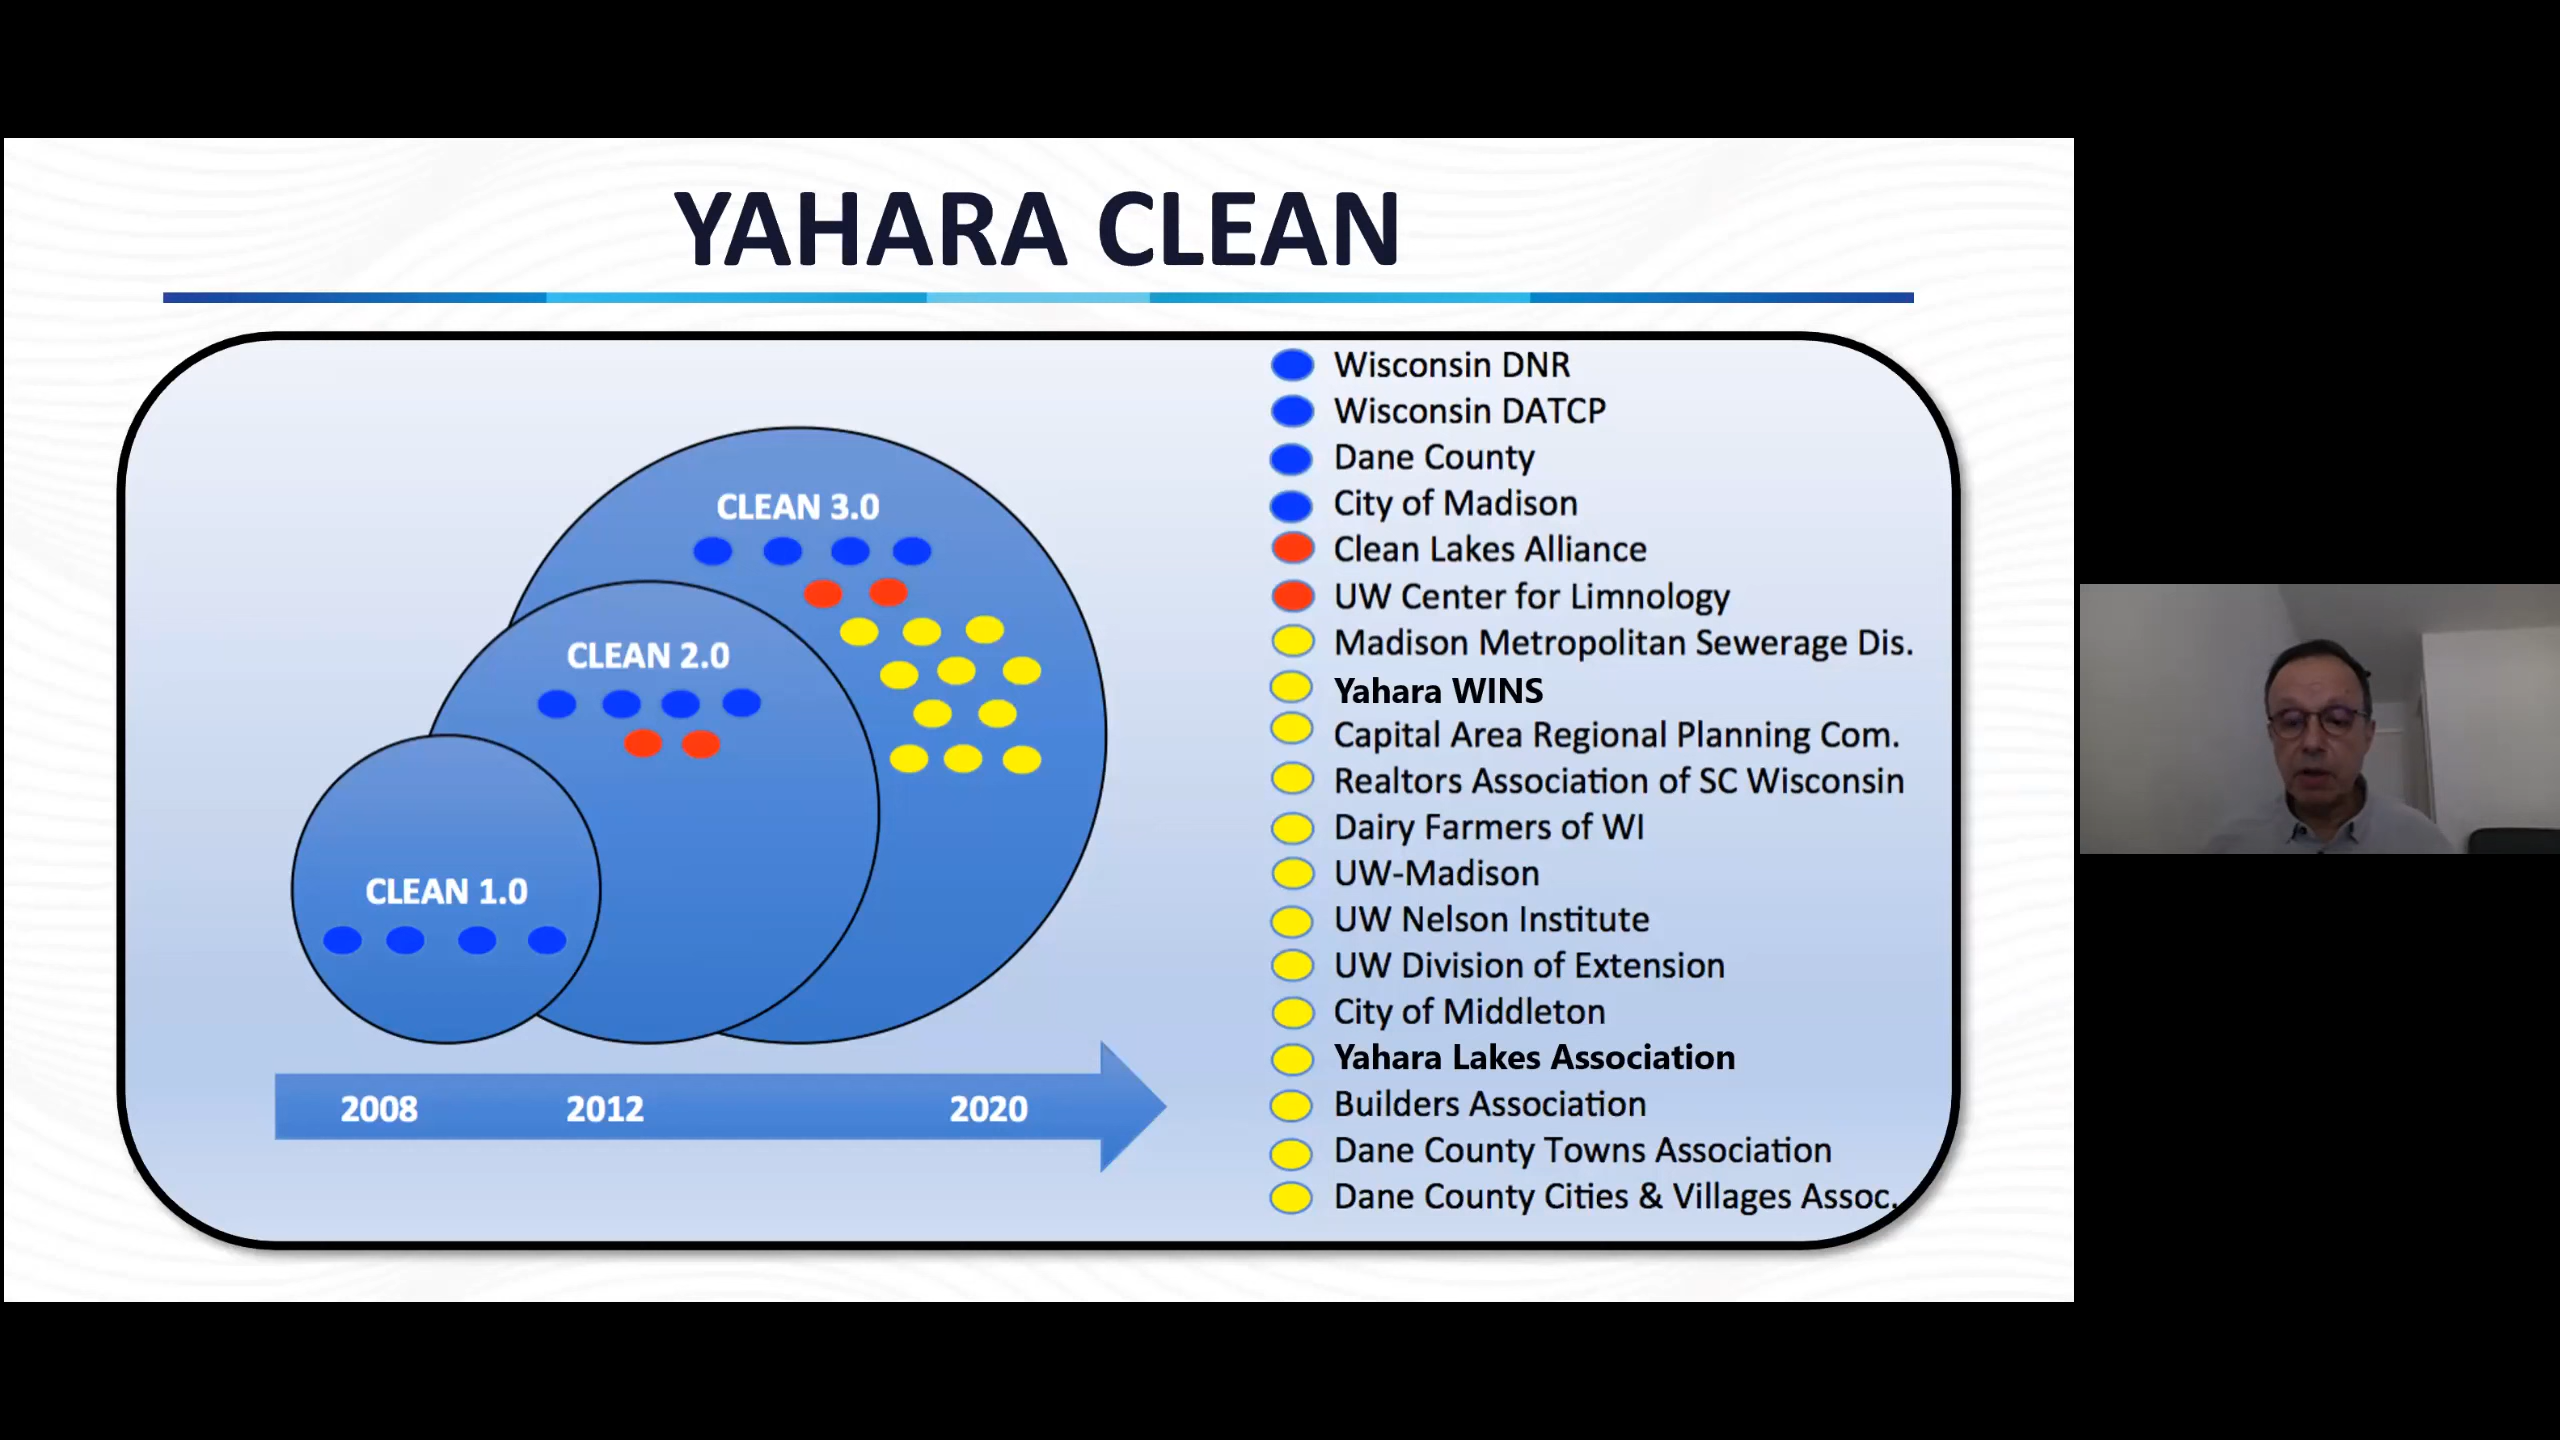 YAHARA CLEAN
CLEAN 3.0
CLEAN 2.0
CLEAN 1.0
2008 2012 2020
Wisconsin DNR
Wisconsin DATCP
Dane County
City of Madison
Clean Lakes Alliance
UW Center for Limnology
Madison Metropolitan Sewerage Dis.
Yahara WINS
Capital Area Regional Planning Com.
Realtors Association of SC Wisconsin
Dairy Farmers of WI
UW-Madison
UW Nelson Institute
UW Division of Extension
City of Middleton
Yahara Lakes Association
Builders Association
Dane County Towns Association
Dane County Cities & Villages Assoc.